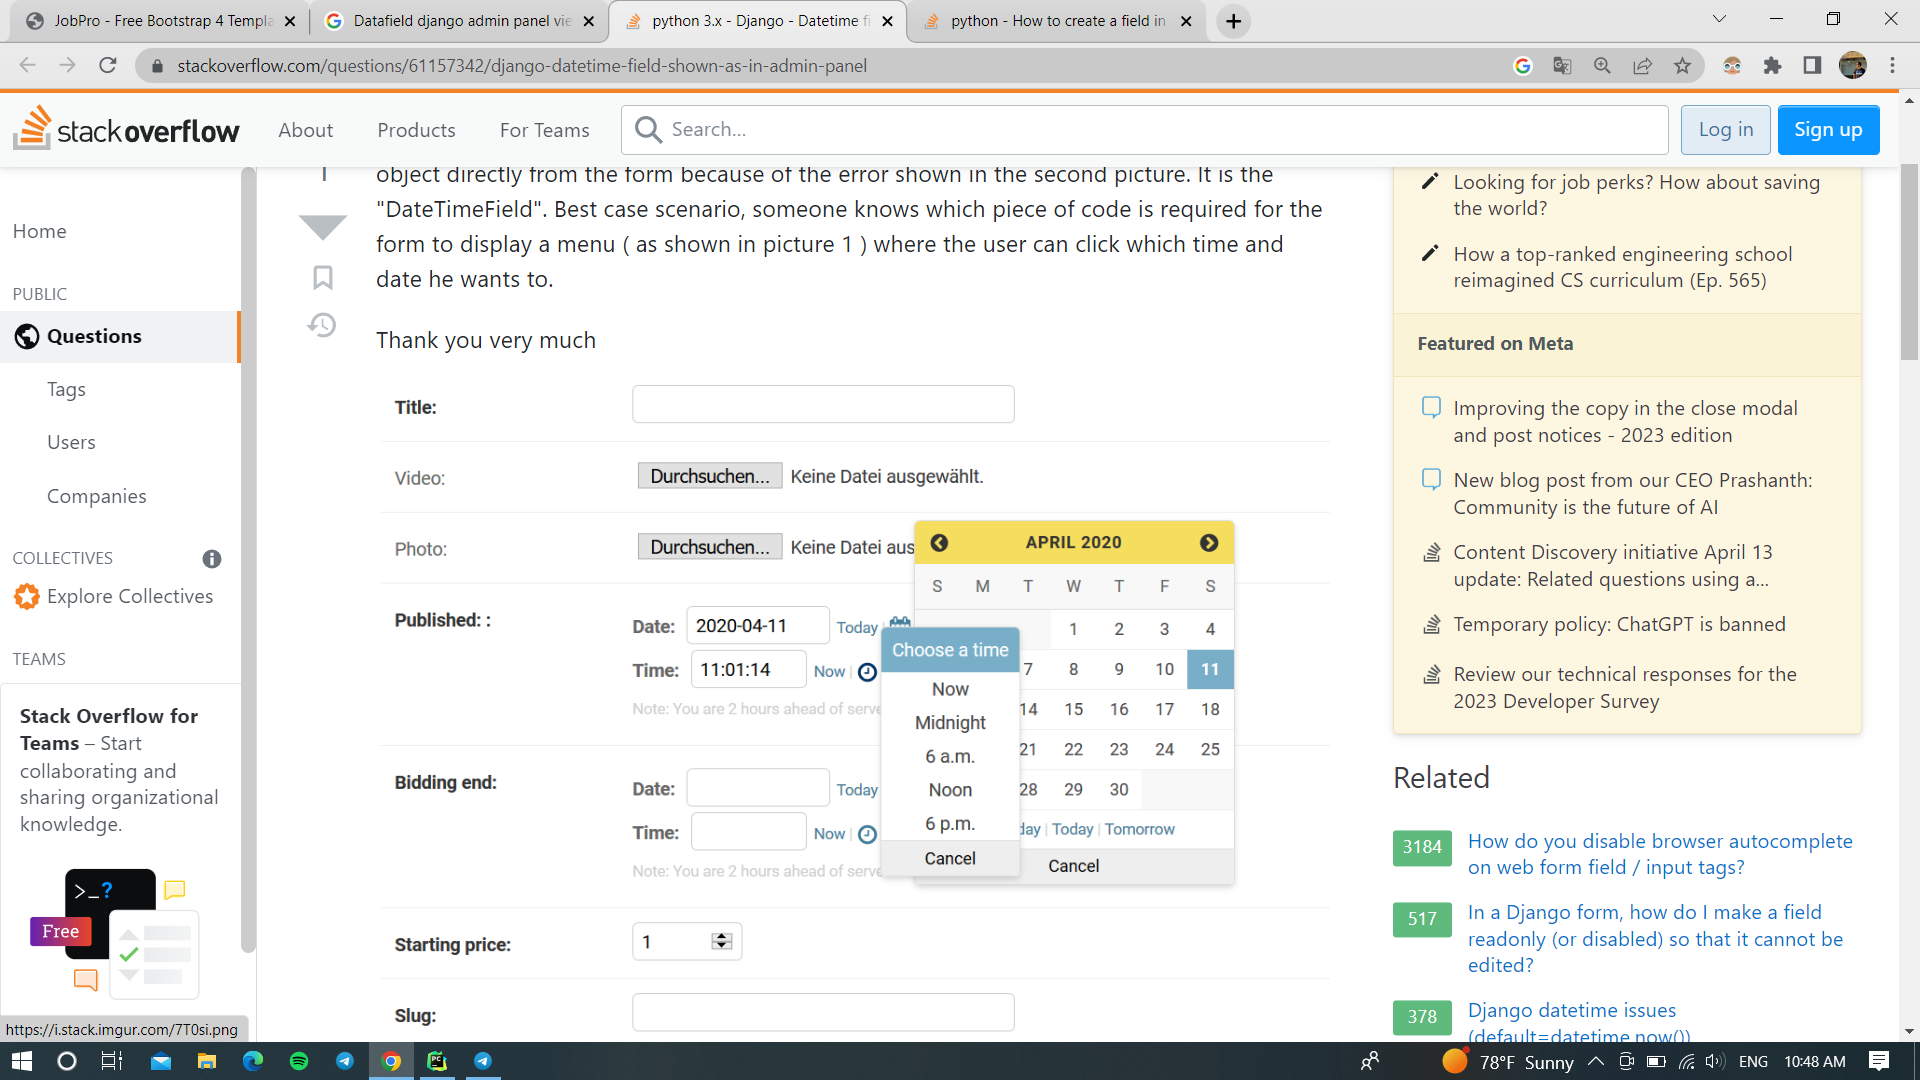 JobPro - Free Bootstrap 4 Templa
Datafield django admin panel vie
python 3.x - Django - Datetime fi
python - How to create a field in
stackoverflow.com/questions/61157342/django-datetime-field-shown-as-in-admin-panel
stackoverflow
About
Products
For Teams
Search...
Log in
Sign up
Home
PUBLIC
Questions
Tags
Users
Companies
COLLECTIVES
Explore Collectives
TEAMS
Stack Overflow for
Teams – Start
collaborating and
sharing organizational
knowledge.
>_?
Free
https://i.stack.imgur.com/7T0si.png
object directly from the form because of the error shown in the second picture. It is the
"DateTimeField". Best case scenario, someone knows which piece of code is required for the
form to display a menu ( as shown in picture 1 ) where the user can click which time and
date he wants to.
Thank you very much
Title:
Video:
Durchsuchen... Keine Datei ausgewählt.
Photo:
Durchsuchen... Keine Datei aus
Published: :
Date: 2020-04-11 Today |
Time: 11:01:14 Now |
Note: You are 2 hours ahead of serve
Bidding end:
Date: Today
Time: Now |
Note: You are 2 hours ahead of serve
Starting price:
1
Slug:
APRIL 2020
S M T W T F S
1 2 3 4
7 8 9 10 11
14 15 16 17 18
21 22 23 24 25
28 29 30
day | Today | Tomorrow
Cancel
Choose a time
Now
Midnight
6 a.m.
Noon
6 p.m.
Cancel
Looking for job perks? How about saving
the world?
How a top-ranked engineering school
reimagined CS curriculum (Ep. 565)
Featured on Meta
Improving the copy in the close modal
and post notices - 2023 edition
New blog post from our CEO Prashanth:
Community is the future of AI
Content Discovery initiative April 13
update: Related questions using a...
Temporary policy: ChatGPT is banned
Review our technical responses for the
2023 Developer Survey
Related
3184 How do you disable browser autocomplete
on web form field / input tags?
517 In a Django form, how do I make a field
readonly (or disabled) so that it cannot be
edited?
378 Django datetime issues
(default=datetime.now())
78°F Sunny
ENG
10:48 AM